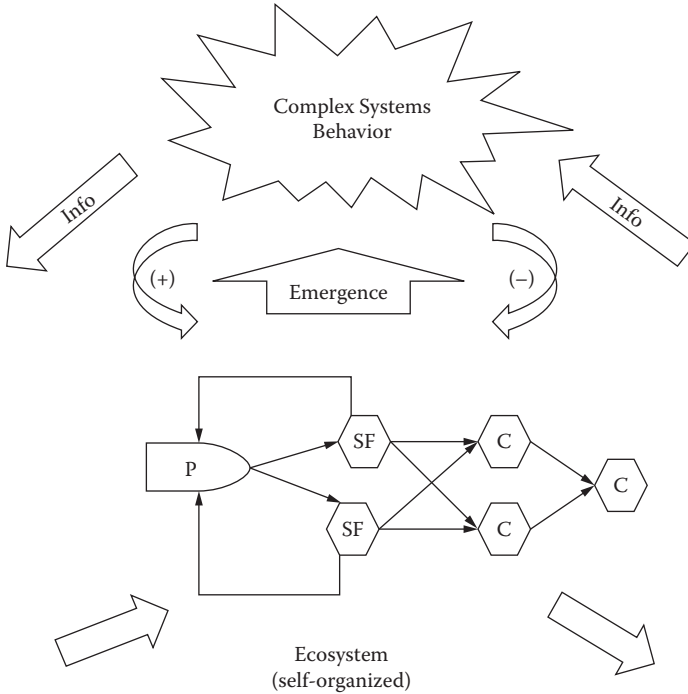 Complex Systems
Behavior
Info
Info
(+)
Emergence
(–)
SF
C
P
C
SF
C
Ecosystem
(self-organized)